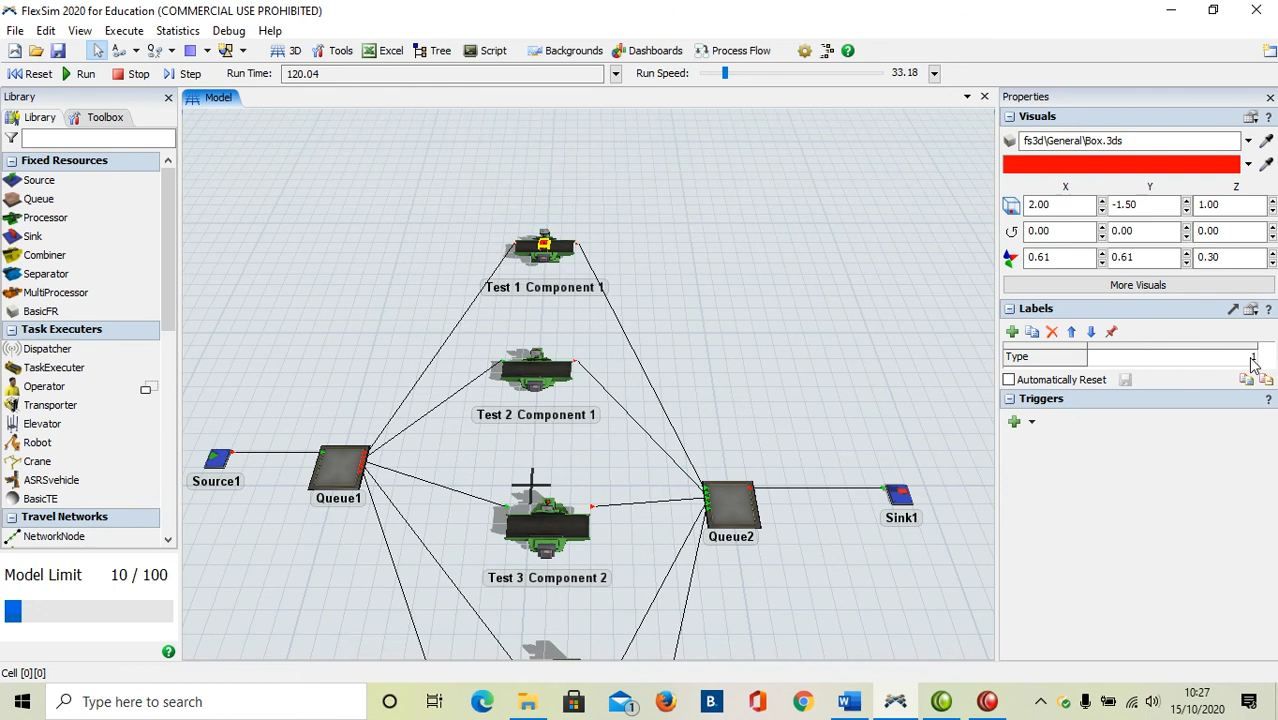 FlexSim 2020 for Education (COMMERCIAL USE PROHIBITED)
File Edit View Execute Statistics Debug Help
3D Tools Excel Tree Script Backgrounds Dashboards Process Flow
Reset Run Stop Step Run Time: 120.04 Run Speed: 33.18
Library
Library Toolbox
Fixed Resources
Source
Queue
Processor
Sink
Combiner
Separator
MultiProcessor
BasicFR
Task Executers
Dispatcher
TaskExecuter
Operator
Transporter
Elevator
Robot
Crane
ASRSvehicle
BasicTE
Travel Networks
NetworkNode
Model Limit 10 / 100
Cell [0][0]
Model
Test 1 Component 1
Test 2 Component 1
Source1
Queue1
Test 3 Component 2
Queue2
Sink1
Properties
Visuals
fs3d\General\Box.3ds
X Y Z
2.00 -1.50 1.00
0.00 0.00 0.00
0.61 0.61 0.30
More Visuals
Labels
Type
Automatically Reset
Triggers
Type here to search
B.
1
10:27
15/10/2020